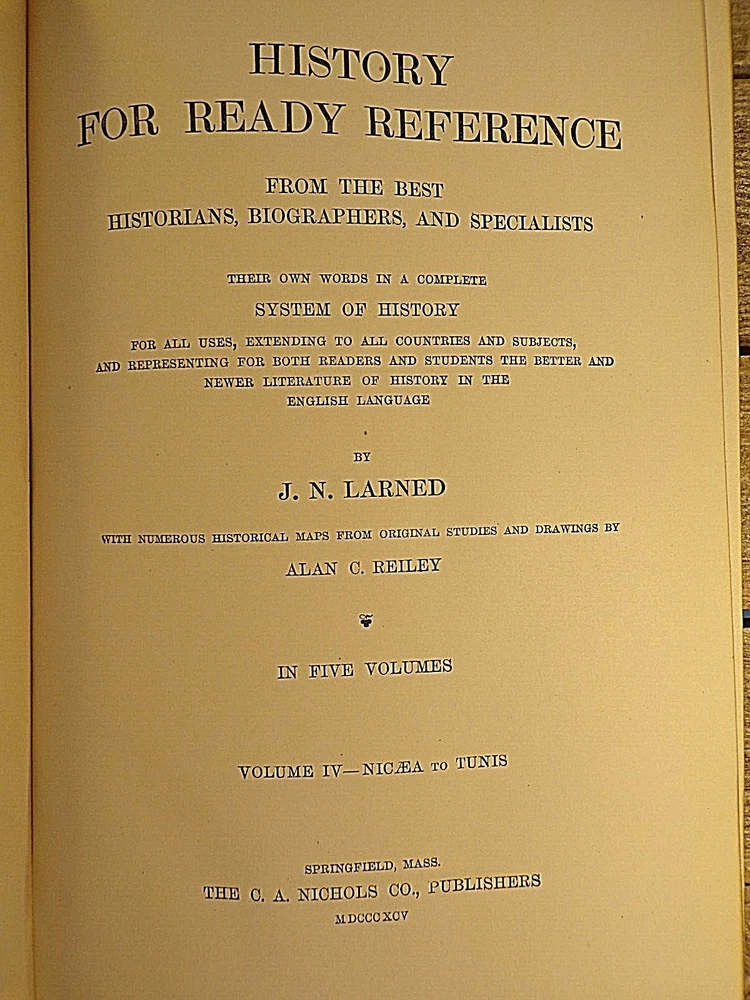 HISTORY
FOR READY REFERENCE
FROM THE BEST
HISTORIANS, BIOGRAPHERS, AND SPECIALISTS
THEIR OWN WORDS IN A COMPLETE
SYSTEM OF HISTORY
FOR ALL USES, EXTENDING TO ALL COUNTRIES AND SUBJECTS,
AND REPRESENTING FOR BOTH READERS AND STUDENTS THE BETTER AND
NEWER LITERATURE OF HISTORY IN THE
ENGLISH LANGUAGE
BY
J. N. LARNED
WITH NUMEROUS HISTORICAL MAPS FROM ORIGINAL STUDIES AND DRAWINGS BY
ALAN C. REILEY
IN FIVE VOLUMES
VOLUME IV—NICÆA TO TUNIS
SPRINGFIELD, MASS.
THE C. A. NICHOLS CO., PUBLISHERS
MDCCCXCV